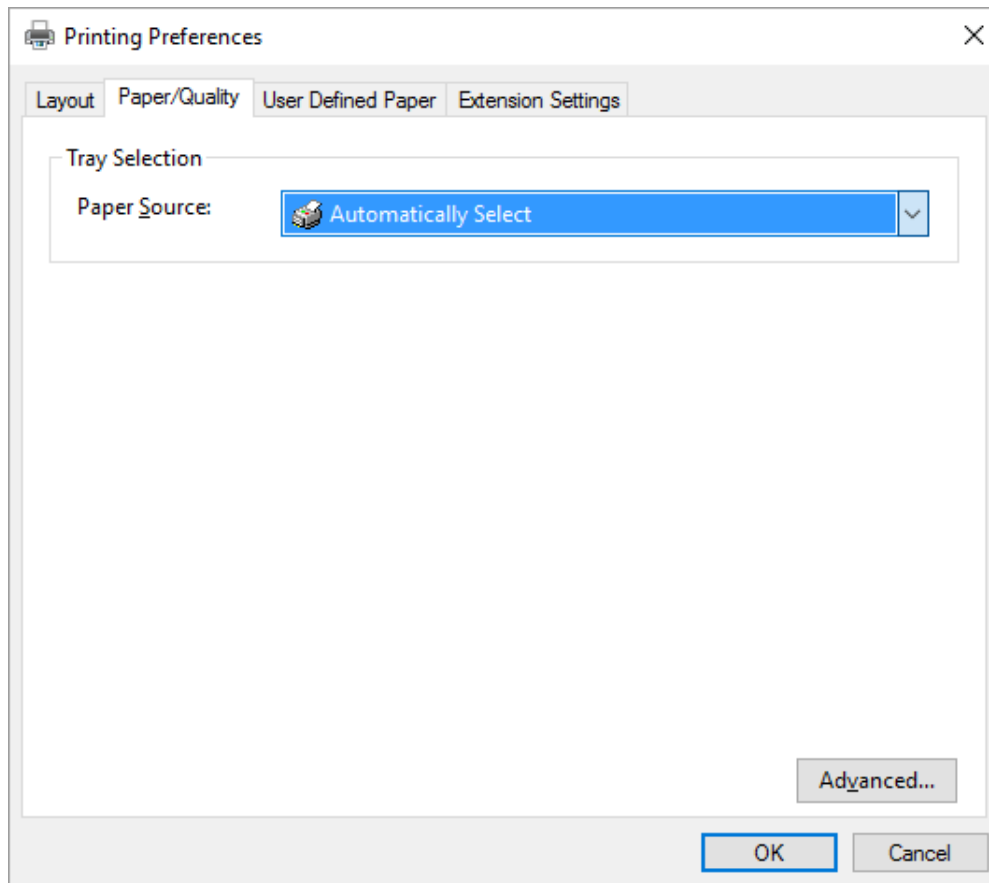 Printing Preferences
Layout Paper/Quality User Defined Paper Extension Settings
Tray Selection
Paper Source: Automatically Select
Advanced...
OK Cancel